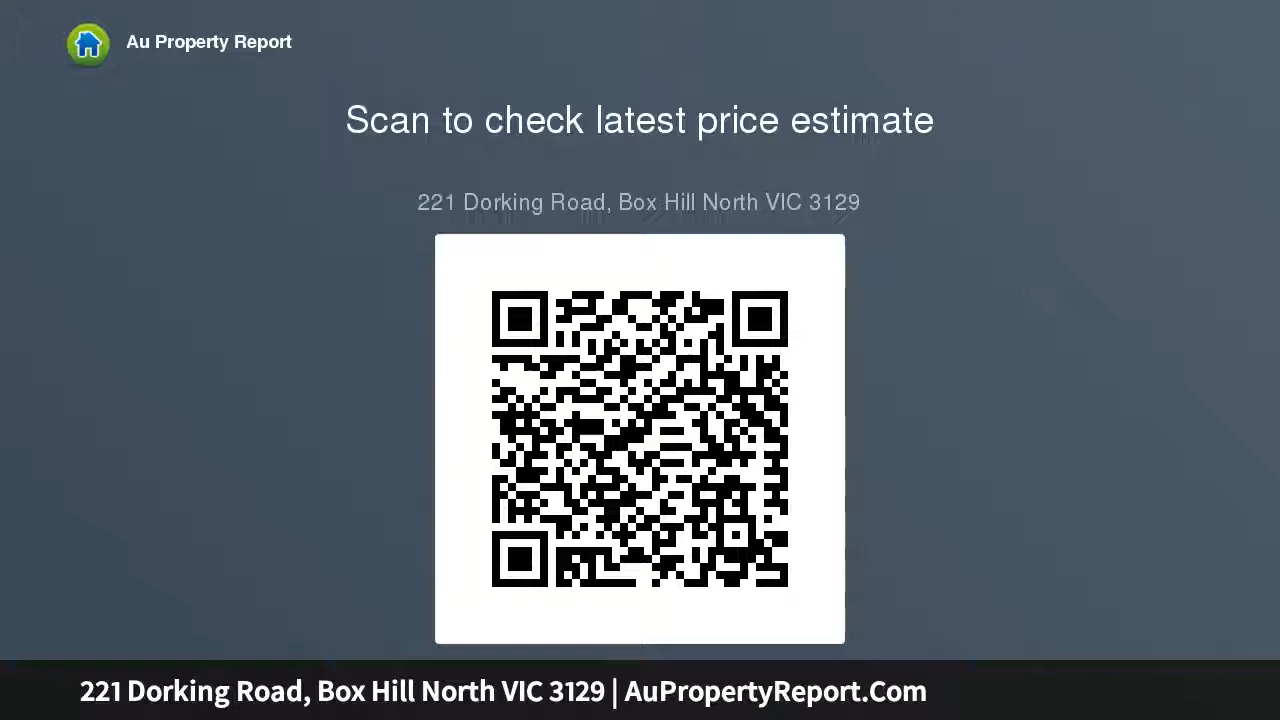 Au Property Report
Scan to check latest price estimate
221 Dorking Road, Box Hill North VIC 3129
221 Dorking Road, Box Hill North VIC 3129 | AuPropertyReport.Com